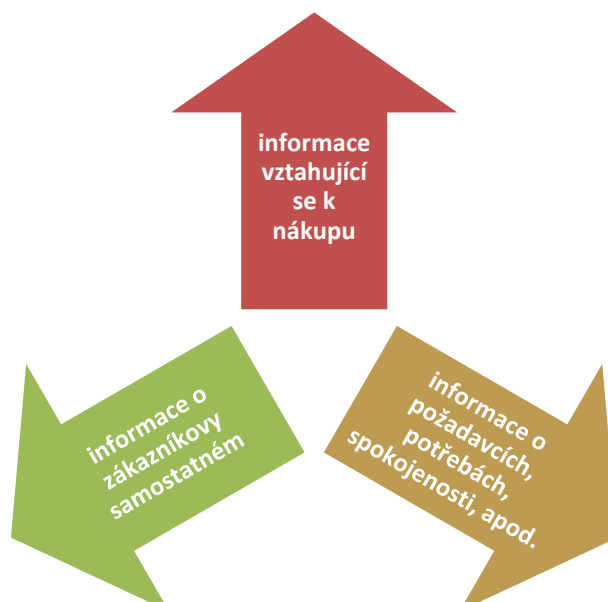 informace
vztahující
se k
nákupu
informace o
zákazníkovy
samostatném
informace o
požadavcích,
potřebách,
spokojenosti, apod.